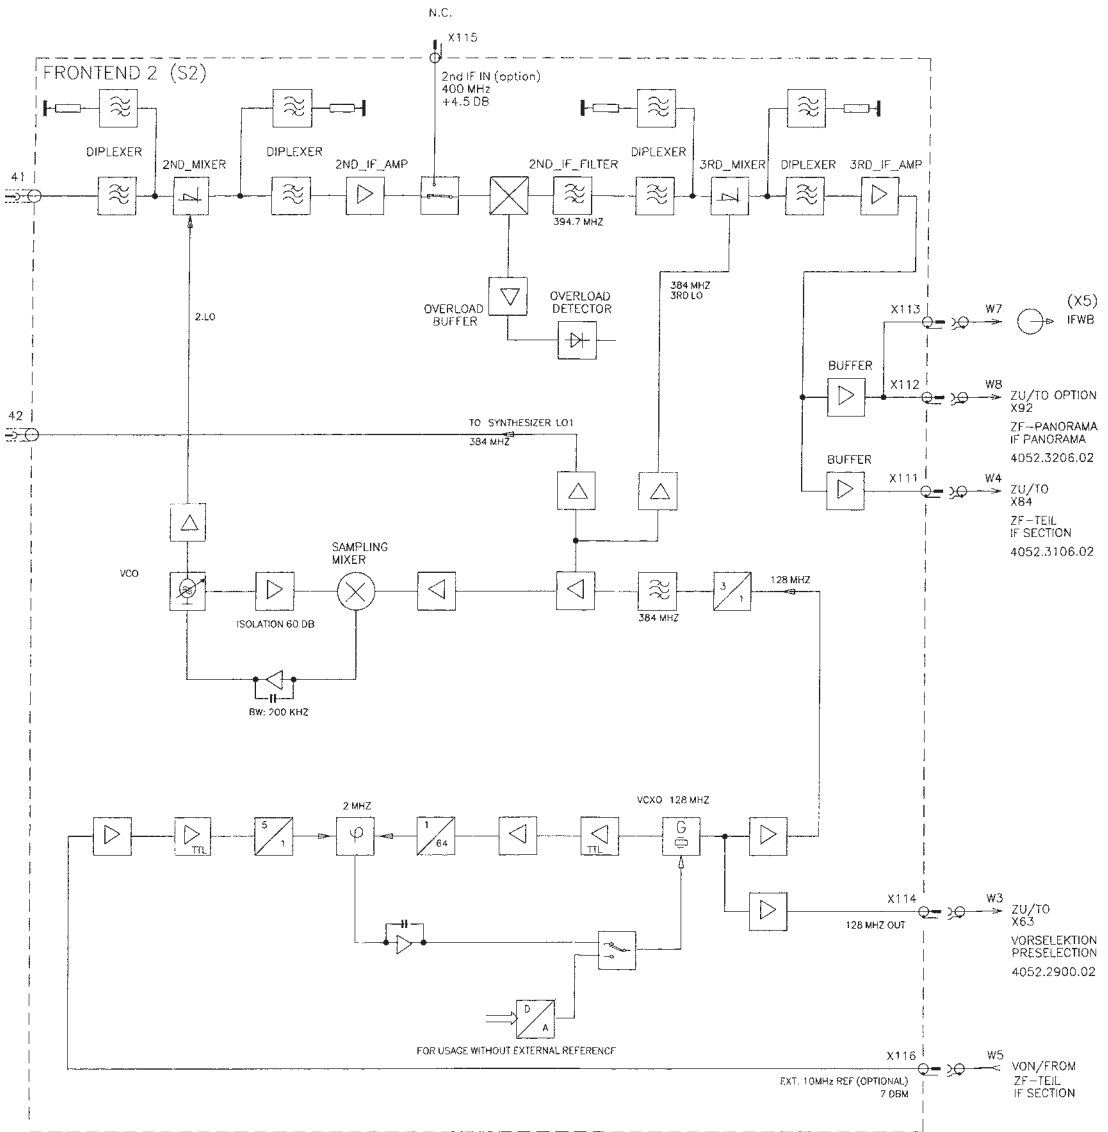 N.C.
X115
FRONTEND 2 (S2)
2nd IF IN (option)
400 MHz
+4.5 DB
DIPLEXER
2ND_MIXER
DIPLEXER
2ND_IF_AMP
2ND_IF_FILTER
DIPLEXER
3RD_MIXER
DIPLEXER
3RD_IF_AMP
41
394.7 MHZ
384 MHZ
3RD LO
OVERLOAD
BUFFER
OVERLOAD
DETECTOR
2.LO
X113
W7
(X5)
IFWB
BUFFER
X112
W8
ZU/TO OPTION
X92
ZF-PANORAMA
IF PANORAMA
4052.3206.02
42
TO SYNTHESIZER LO1
384 MHZ
BUFFER
X111
W4
ZU/TO
X84
ZF-TEIL
IF SECTION
4052.3106.02
SAMPLING
MIXER
VCO
128 MHZ
3
1
ISOLATION 60 DB
384 MHZ
BW: 200 KHZ
2 MHZ
VCXO 128 MHZ
TTL
5
1
φ
1
64
TTL
G
X114
W3
ZU/TO
X63
128 MHZ OUT
VORSELEKTION
PRESELECTION
4052.2900.02
D
A
FOR USAGE WITHOUT EXTERNAL REFERENCE
X116
W5
VON/FROM
ZF-TEIL
IF SECTION
EXT. 10MHz REF (OPTIONAL)
7 DBM